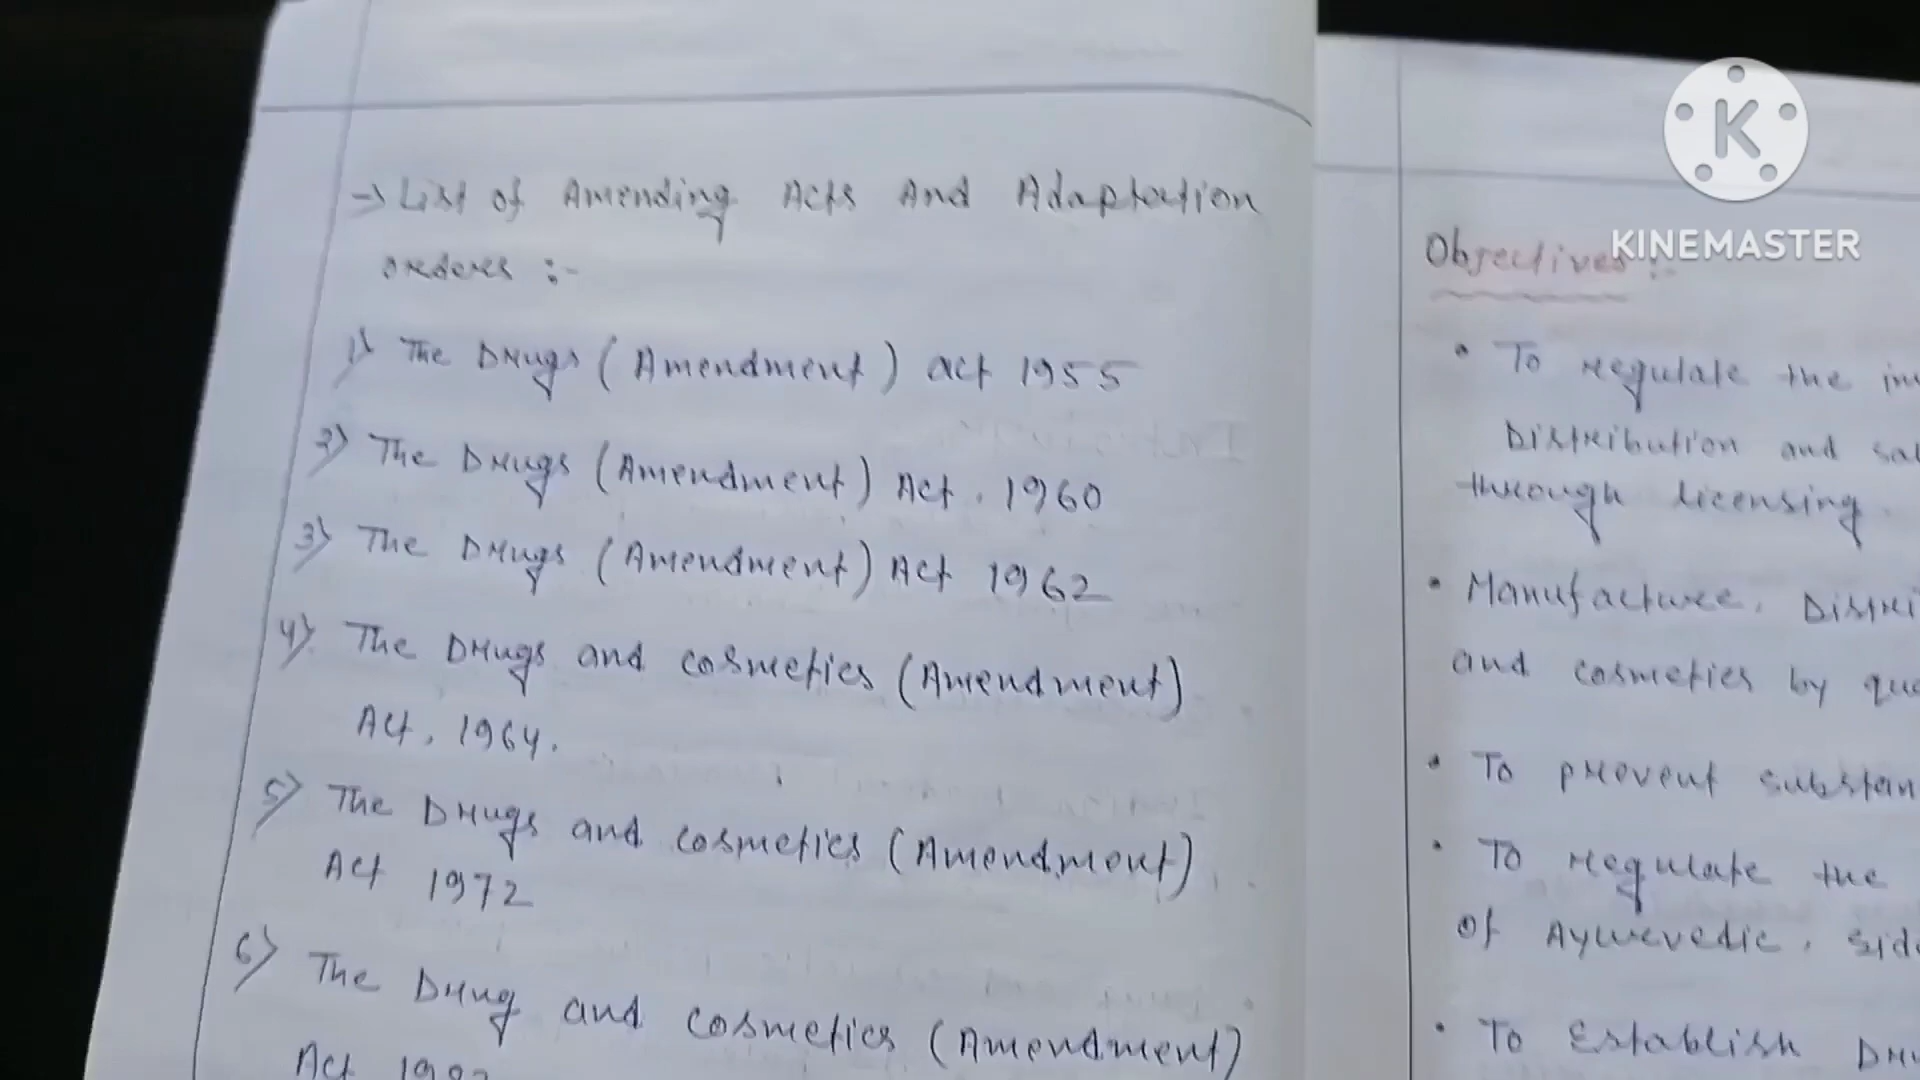 → List of Amending Acts And Adaptation
orders :-
1) The Drugs (Amendment) act 1955
2) The Drugs (Amendment) Act. 1960
3) The Drugs (Amendment) Act 1962
4) The Drugs and cosmetics (Amendment)
Act, 1964.
5) The Drugs and cosmetics (Amendment)
Act 1972
6) The Drug and cosmetics (Amendment)
Act
Objectives :-
• To regulate the
Distribution and
through licensing.
• Manufacture,
and cosmetics by
• To prevent
• To regulate the
of Ayurvedic,
• To Establish
K
KINEMASTER